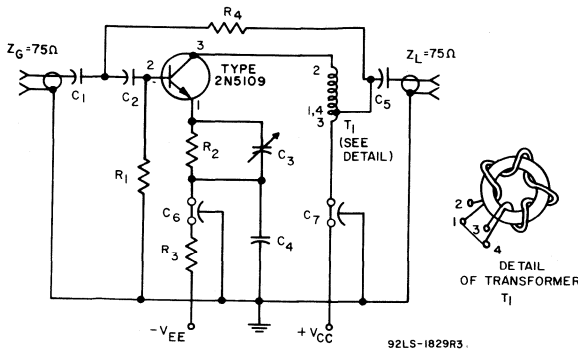 R4
ZG=75Ω
ZL=75Ω
3
TYPE
2N5109
2
C1
C2
1
2
C5
1,4
3
T1
(SEE
DETAIL)
R2
C3
R1
C6
C7
R3
C4
2
1
3
4
DETAIL
OF TRANSFORMER
T1
-VEE
+VCC
92LS-1829R3.